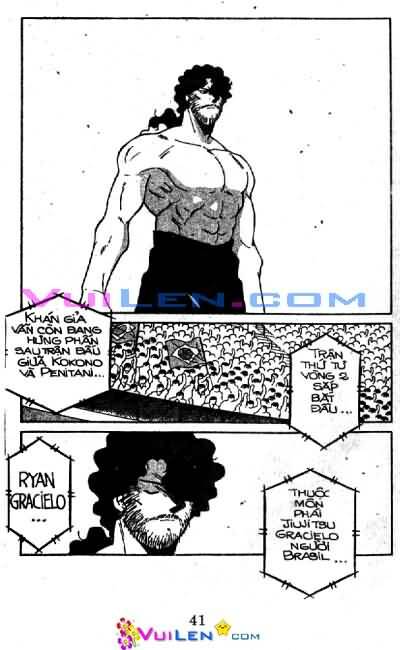 VuiLen.com
KHÁN GIẢ
VẪN CÒN ĐANG
HƯNG PHẤN
SAU TRẬN ĐẤU
GIỮA KOKONO
VÀ PENITANI...
TRẬN
THỨ TƯ
VÒNG 2
SẮP
BẮT
ĐẦU...
RYAN
GRACIELO
...
THUỘC
MÔN
PHÁI
JIUJITSU
GRACIELO
NGƯỜI
BRASIL...
41
VuiLen.com